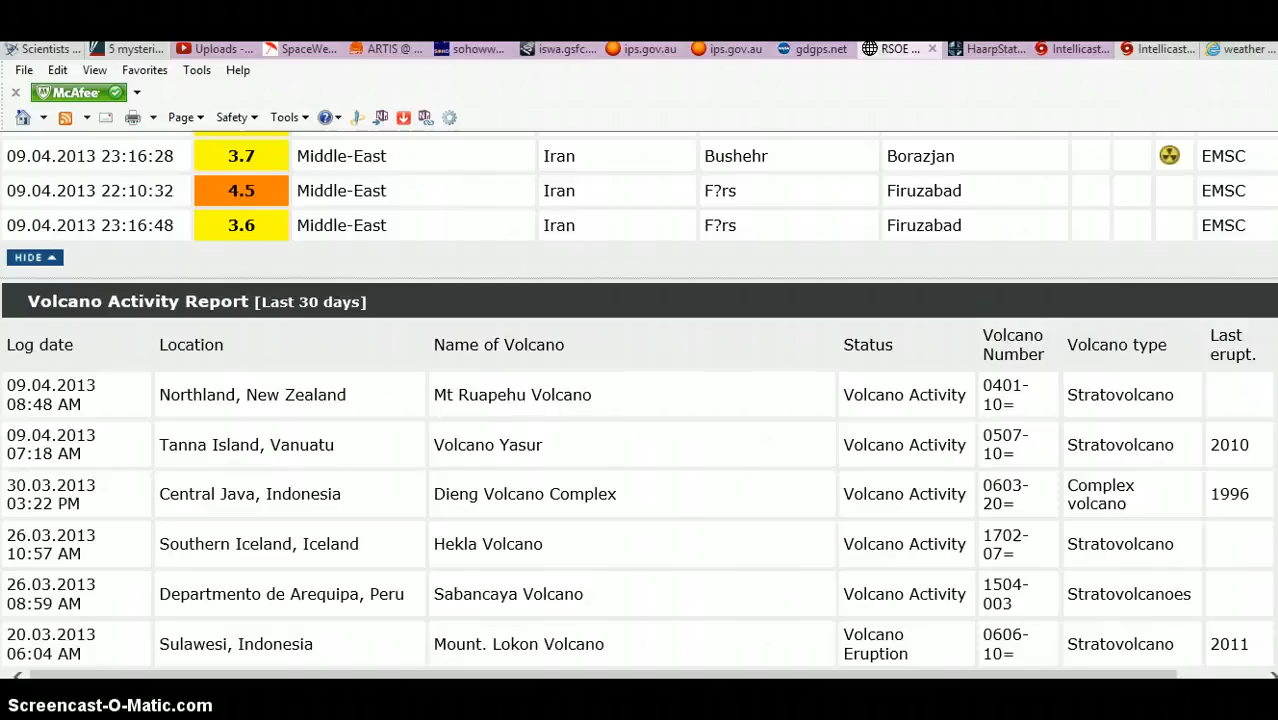 Scientists ... 5 mysteri... Uploads -... SpaceWe... ARTIS @ ... sohoww... iswa.gsfc.... ips.gov.au ips.gov.au gdgps.net RSOE ... HaarpStat... Intellicast... Intellicast... weather ...
File Edit View Favorites Tools Help
McAfee
Page Safety Tools
09.04.2013 23:16:28 3.7 Middle-East Iran Bushehr Borazjan EMSC
09.04.2013 22:10:32 4.5 Middle-East Iran F?rs Firuzabad EMSC
09.04.2013 23:16:48 3.6 Middle-East Iran F?rs Firuzabad EMSC
HIDE
Volcano Activity Report [Last 30 days]
Log date Location Name of Volcano Status Volcano Number Volcano type Last erupt.
09.04.2013 08:48 AM Northland, New Zealand Mt Ruapehu Volcano Volcano Activity 0401-10= Stratovolcano
09.04.2013 07:18 AM Tanna Island, Vanuatu Volcano Yasur Volcano Activity 0507-10= Stratovolcano 2010
30.03.2013 03:22 PM Central Java, Indonesia Dieng Volcano Complex Volcano Activity 0603-20= Complex volcano 1996
26.03.2013 10:57 AM Southern Iceland, Iceland Hekla Volcano Volcano Activity 1702-07= Stratovolcano
26.03.2013 08:59 AM Departmento de Arequipa, Peru Sabancaya Volcano Volcano Activity 1504-003 Stratovolcanoes
20.03.2013 06:04 AM Sulawesi, Indonesia Mount. Lokon Volcano Volcano Eruption 0606-10= Stratovolcano 2011
Screencast-O-Matic.com